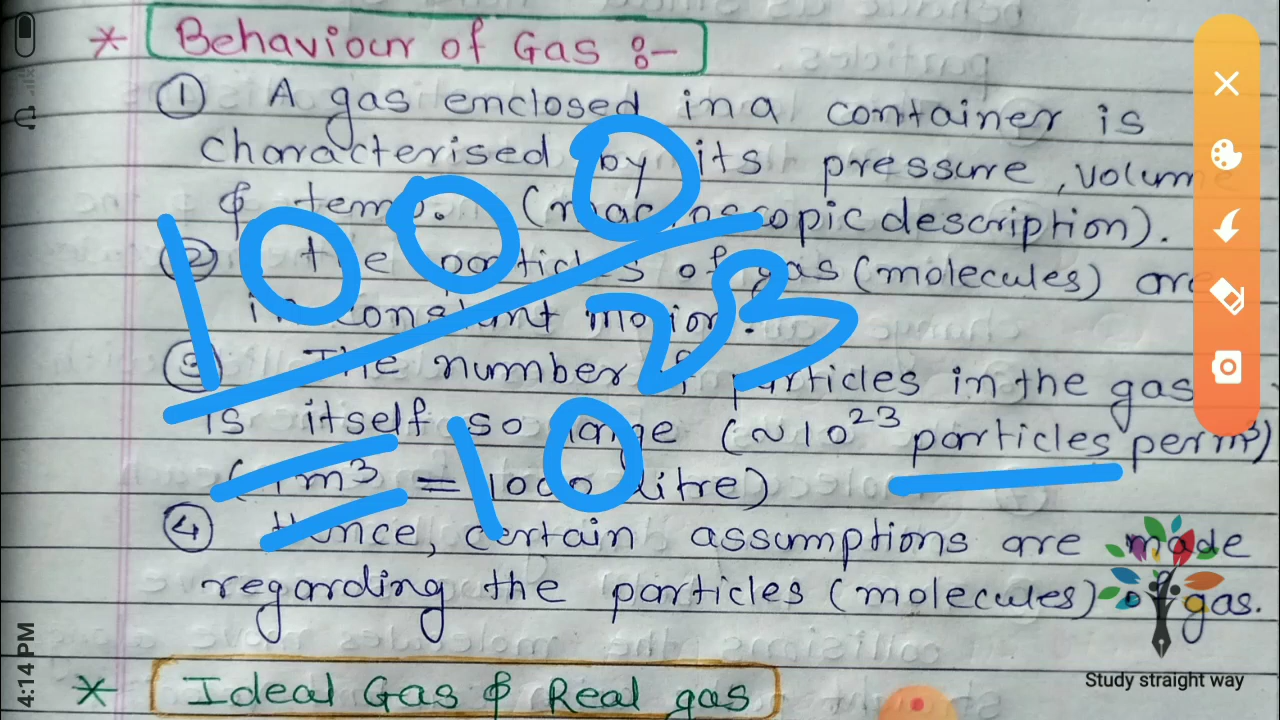 * Behaviour of Gas :-
① A gas enclosed in a container is
characterised by its pressure, volume
& temp. (macroscopic description).
② the particles of gas (molecules) are
in constant motion.
③ The number of particles in the gas
is itself so large (~10²³ particles per m³)
(1m³ = 1000 litre)
④ Hence, certain assumptions are made
regarding the particles (molecules) of gas.
* Ideal Gas & Real gas
1000
= 10 23
Study straight way
4:14 PM